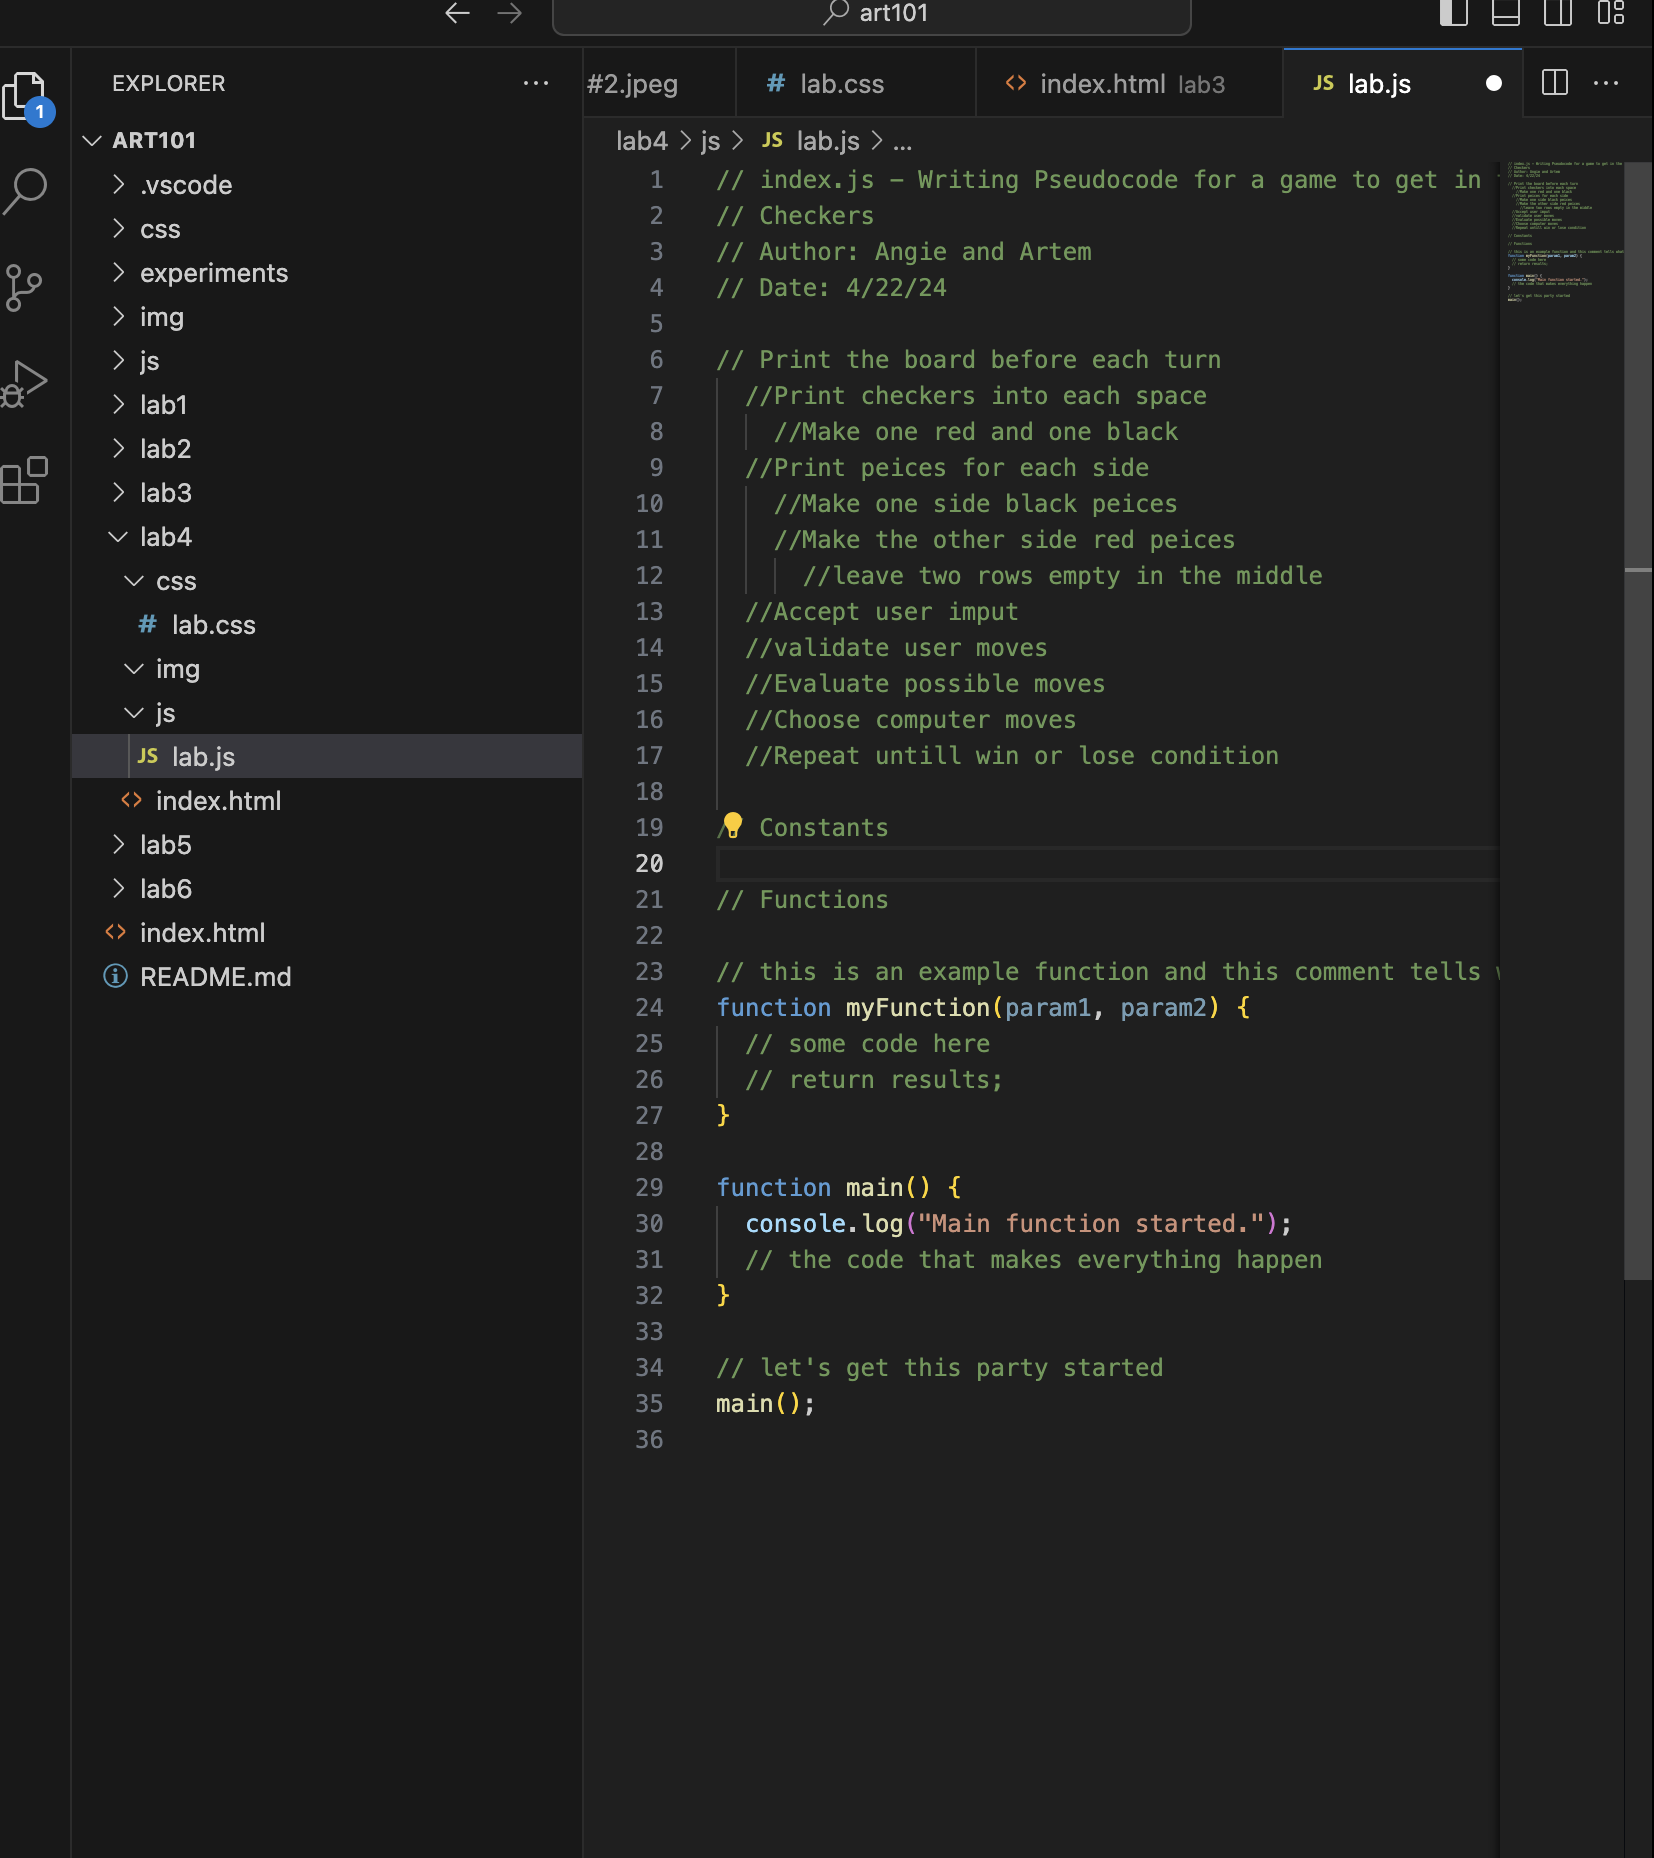 art101
EXPLORER
1
ART101
.vscode
css
experiments
img
js
lab1
lab2
lab3
lab4
css
# lab.css
img
js
JS lab.js
<> index.html
lab5
lab6
<> index.html
README.md
#2.jpeg
# lab.css
<> index.html lab3
JS lab.js
lab4 > js > JS lab.js > ...
1 // index.js - Writing Pseudocode for a game to get in
2 // Checkers
3 // Author: Angie and Artem
4 // Date: 4/22/24
5
6 // Print the board before each turn
7 //Print checkers into each space
8 //Make one red and one black
9 //Print peices for each side
10 //Make one side black peices
11 //Make the other side red peices
12 //leave two rows empty in the middle
13 //Accept user imput
14 //validate user moves
15 //Evaluate possible moves
16 //Choose computer moves
17 //Repeat untill win or lose condition
18
19 / Constants
20
21 // Functions
22
23 // this is an example function and this comment tells
24 function myFunction(param1, param2) {
25 // some code here
26 // return results;
27 }
28
29 function main() {
30 console.log("Main function started.");
31 // the code that makes everything happen
32 }
33
34 // let's get this party started
35 main();
36